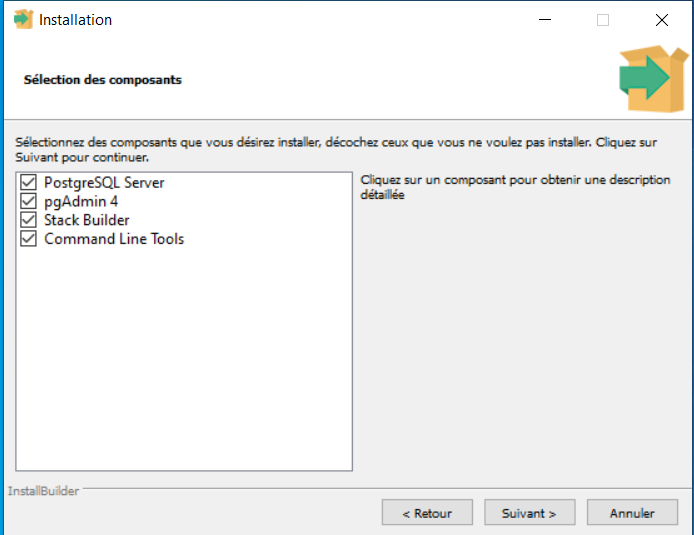 Installation
Sélection des composants
Sélectionnez des composants que vous désirez installer, décochez ceux que vous ne voulez pas installer. Cliquez sur
Suivant pour continuer.
PostgreSQL Server
pgAdmin 4
Stack Builder
Command Line Tools
Cliquez sur un composant pour obtenir une description
détaillée
InstallBuilder
< Retour
Suivant >
Annuler